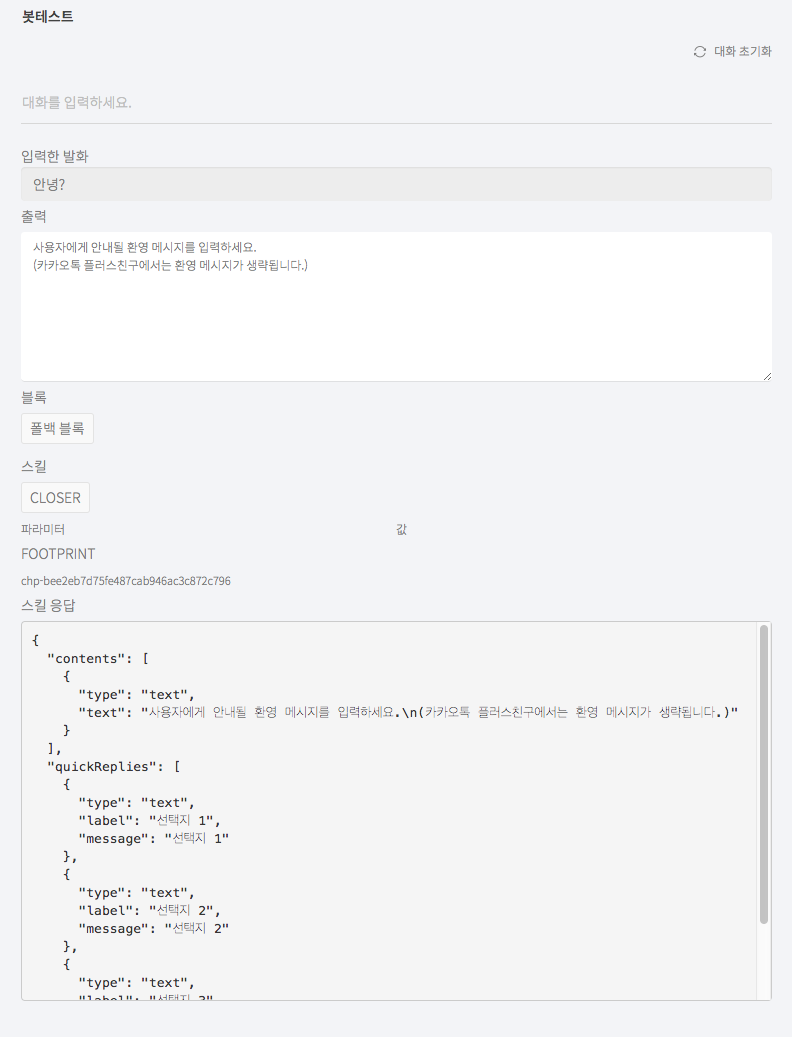 봇테스트
대화 초기화
대화를 입력하세요.
입력한 발화
안녕?
출력
사용자에게 안내될 환영 메시지를 입력하세요.
(카카오톡 플러스친구에서는 환영 메시지가 생략됩니다.)
블록
폴백 블록
스킬
CLOSER
파라미터 값
FOOTPRINT
chp-bee2eb7d75fe487cab946ac3c872c796
스킬 응답
{
"contents": [
{
"type": "text",
"text": "사용자에게 안내될 환영 메시지를 입력하세요.\n(카카오톡 플러스친구에서는 환영 메시지가 생략됩니다.)"
}
],
"quickReplies": [
{
"type": "text",
"label": "선택지 1",
"message": "선택지 1"
},
{
"type": "text",
"label": "선택지 2",
"message": "선택지 2"
},
{
"type": "text",
"label": "선택지 3",